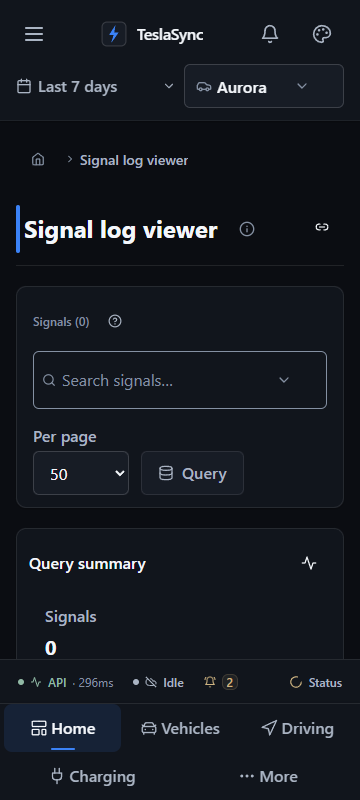 TeslaSync
Last 7 days
Aurora
Signal log viewer
Signal log viewer
Signals (0)
Search signals...
Per page
50
Query
Query summary
Signals
0
API · 296ms
Idle
2
Status
Home
Vehicles
Driving
Charging
More